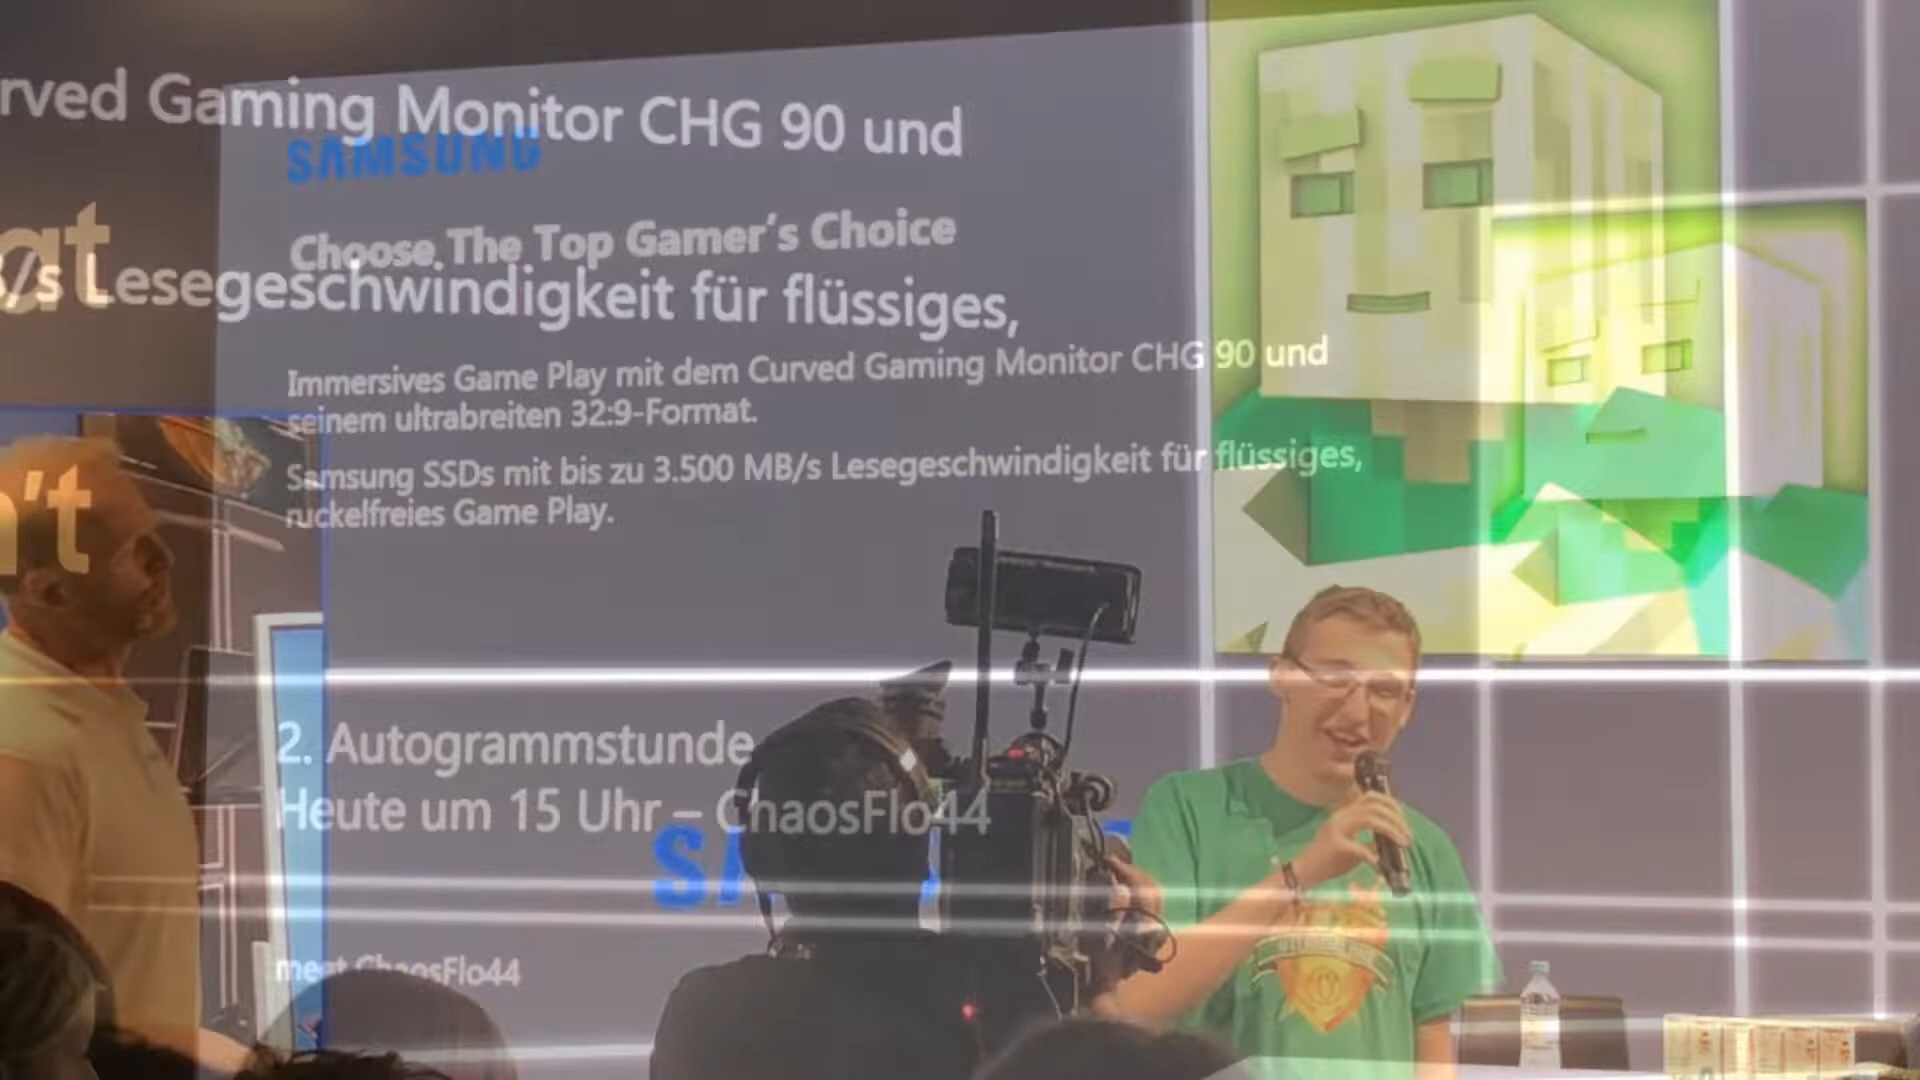 rved Gaming Monitor CHG 90 und
SAMSUNG
at
Choose The Top Gamer's Choice
B/s Lesegeschwindigkeit für flüssiges,
Immersives Game Play mit dem Curved Gaming Monitor CHG 90 und
seinem ultrabreiten 32:9-Format.
Samsung SSDs mit bis zu 3.500 MB/s Lesegeschwindigkeit für flüssiges,
ruckelfreies Game Play.
n't
2. Autogrammstunde
Heute um 15 Uhr – ChaosFlo44
meet ChaosFlo44